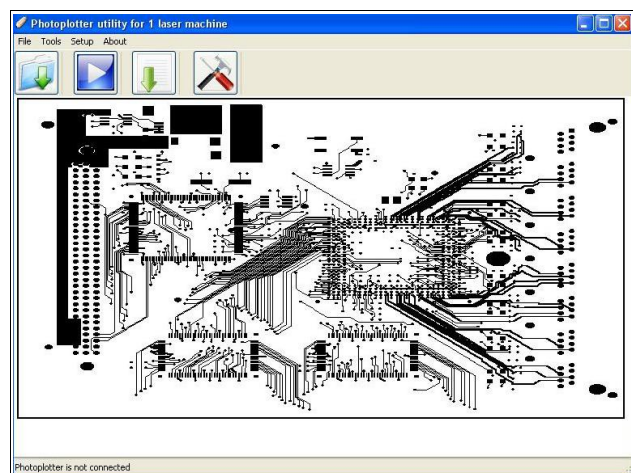 Photoplotter utility for 1 laser machine
File Tools Setup About
Photoplotter is not connected